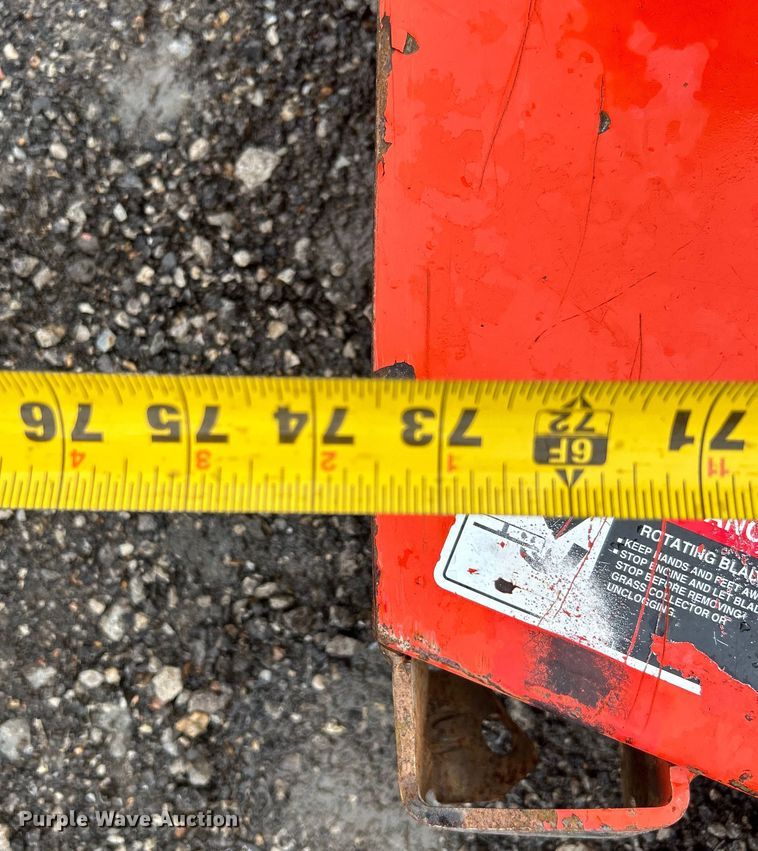 76 75 74 73 72 71
6F
4 3 2 1 11
ROTATING BLA
▪ KEEP HANDS AND FEET AW
▪ STOP ENGINE AND LET BLA
STOP BEFORE REMOVING
GRASS COLLECTOR OR
UNCLOGGING.
Purple Wave Auction